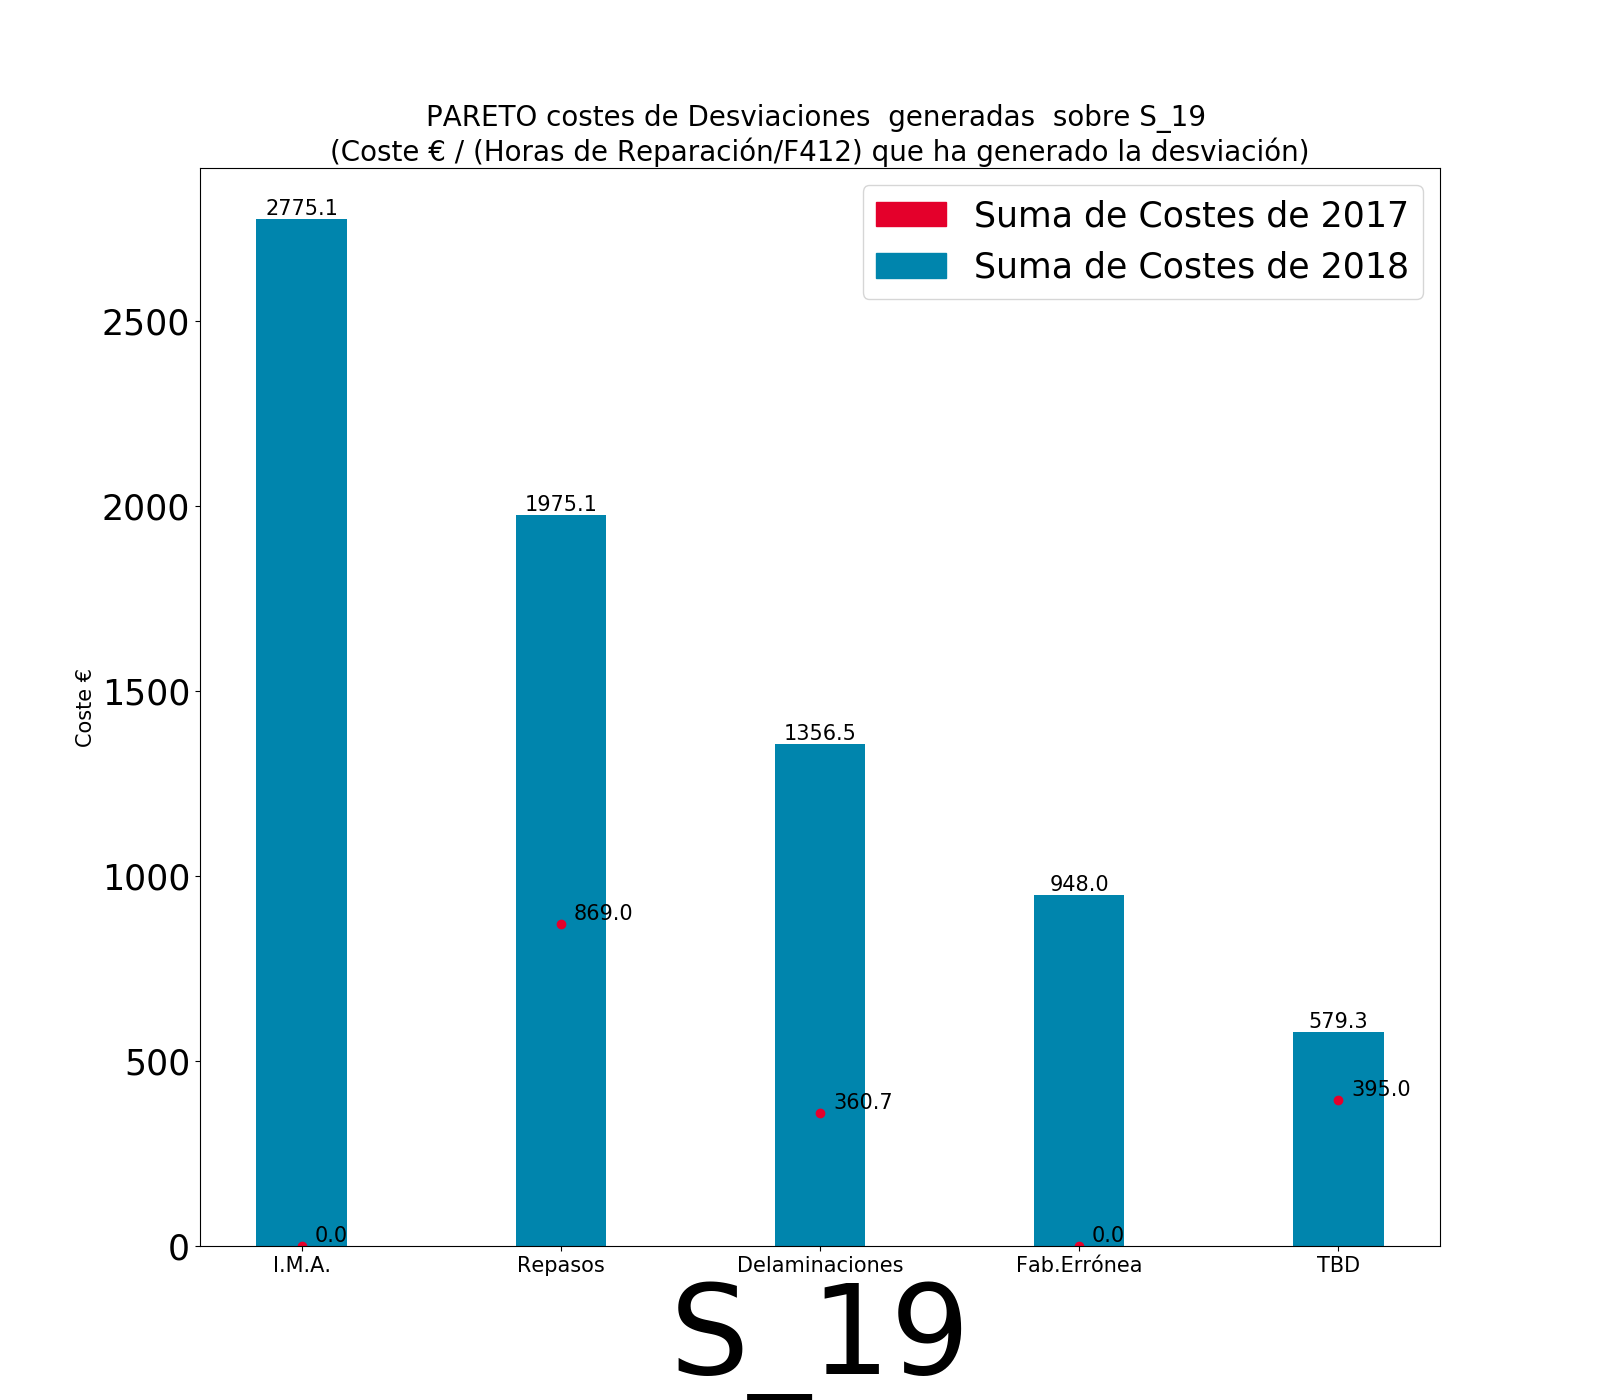 PARETO costes de Desviaciones  generadas  sobre S_19
(Coste € / (Horas de Reparación/F412) que ha generado la desviación)
Suma de Costes de 2017
Suma de Costes de 2018
2775.1
1975.1
1356.5
948.0
579.3
0.0
869.0
360.7
0.0
395.0
2500
2000
1500
1000
500
0
Coste €
I.M.A.
Repasos
Delaminaciones
Fab.Errónea
TBD
S_19